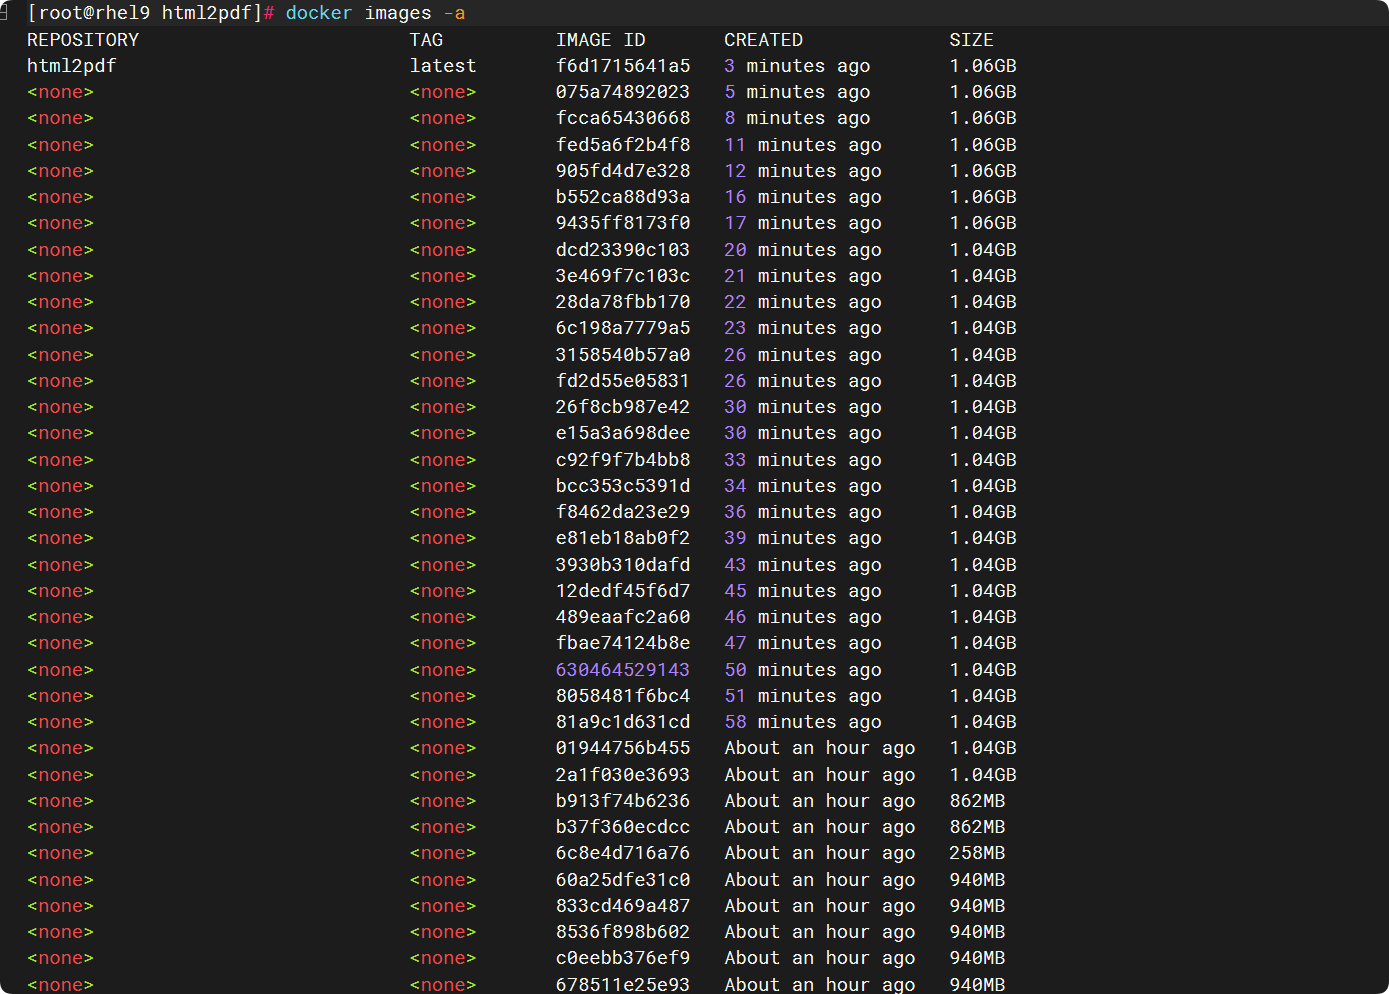 [root@rhel9 html2pdf]# docker images -a
REPOSITORY TAG IMAGE ID CREATED SIZE
html2pdf latest f6d1715641a5 3 minutes ago 1.06GB
<none> <none> 075a74892023 5 minutes ago 1.06GB
<none> <none> fcca65430668 8 minutes ago 1.06GB
<none> <none> fed5a6f2b4f8 11 minutes ago 1.06GB
<none> <none> 905fd4d7e328 12 minutes ago 1.06GB
<none> <none> b552ca88d93a 16 minutes ago 1.06GB
<none> <none> 9435ff8173f0 17 minutes ago 1.06GB
<none> <none> dcd23390c103 20 minutes ago 1.04GB
<none> <none> 3e469f7c103c 21 minutes ago 1.04GB
<none> <none> 28da78fbb170 22 minutes ago 1.04GB
<none> <none> 6c198a7779a5 23 minutes ago 1.04GB
<none> <none> 3158540b57a0 26 minutes ago 1.04GB
<none> <none> fd2d55e05831 26 minutes ago 1.04GB
<none> <none> 26f8cb987e42 30 minutes ago 1.04GB
<none> <none> e15a3a698dee 30 minutes ago 1.04GB
<none> <none> c92f9f7b4bb8 33 minutes ago 1.04GB
<none> <none> bcc353c5391d 34 minutes ago 1.04GB
<none> <none> f8462da23e29 36 minutes ago 1.04GB
<none> <none> e81eb18ab0f2 39 minutes ago 1.04GB
<none> <none> 3930b310dafd 43 minutes ago 1.04GB
<none> <none> 12dedf45f6d7 45 minutes ago 1.04GB
<none> <none> 489eaafc2a60 46 minutes ago 1.04GB
<none> <none> fbae74124b8e 47 minutes ago 1.04GB
<none> <none> 630464529143 50 minutes ago 1.04GB
<none> <none> 8058481f6bc4 51 minutes ago 1.04GB
<none> <none> 81a9c1d631cd 58 minutes ago 1.04GB
<none> <none> 01944756b455 About an hour ago 1.04GB
<none> <none> 2a1f030e3693 About an hour ago 1.04GB
<none> <none> b913f74b6236 About an hour ago 862MB
<none> <none> b37f360ecdcc About an hour ago 862MB
<none> <none> 6c8e4d716a76 About an hour ago 258MB
<none> <none> 60a25dfe31c0 About an hour ago 940MB
<none> <none> 833cd469a487 About an hour ago 940MB
<none> <none> 8536f898b602 About an hour ago 940MB
<none> <none> c0eebb376ef9 About an hour ago 940MB
<none> <none> 678511e25e93 About an hour ago 940MB